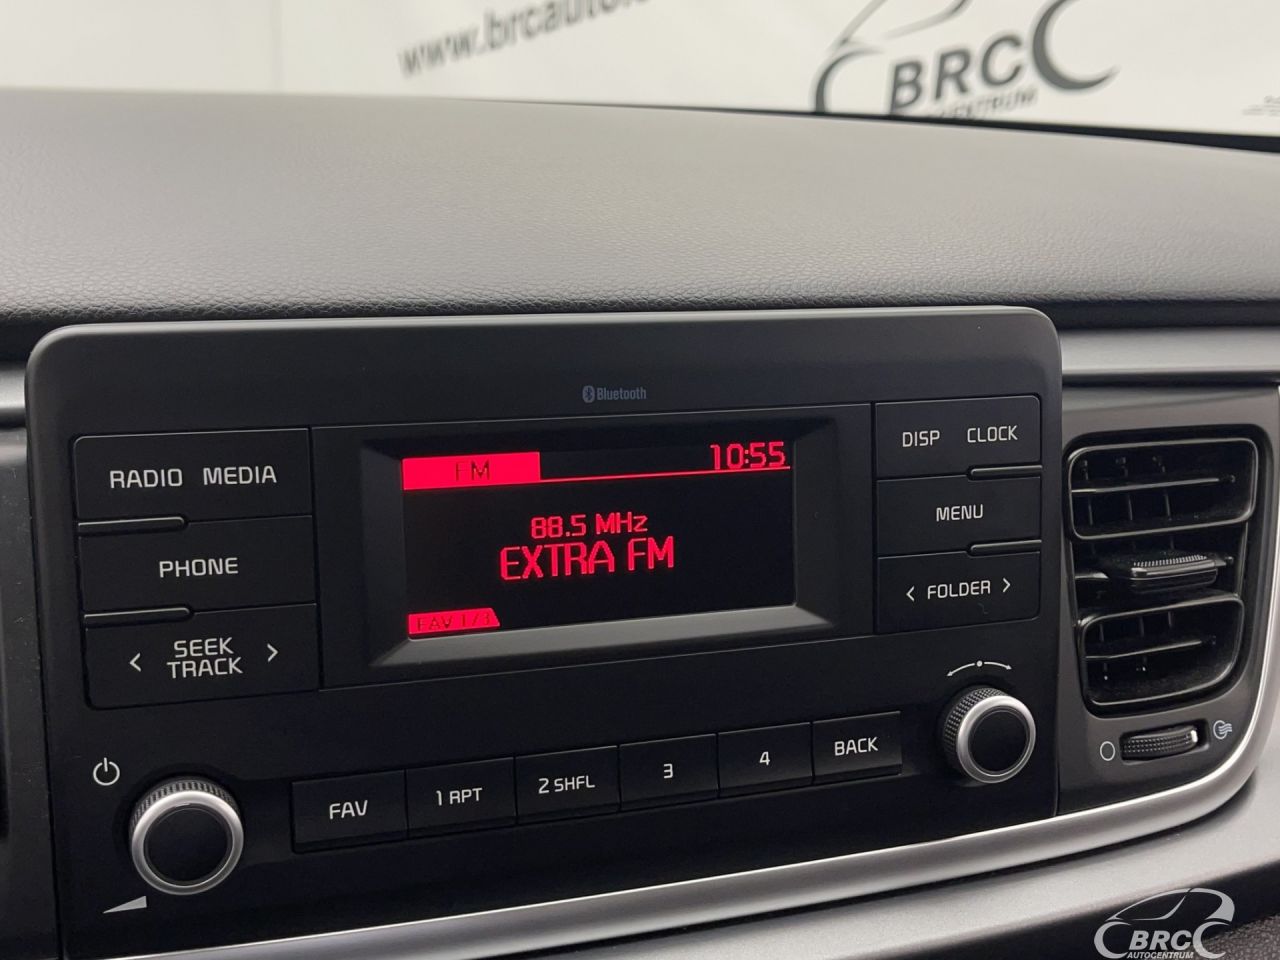 www.brcauto.
BRC
Bluetooth
RADIO MEDIA
PHONE
< SEEK TRACK >
FM
10:55
88.5 MHz
EXTRA FM
FAV 1/3
DISP CLOCK
MENU
< FOLDER >
FAV
1 RPT
2 SHFL
3
4
BACK
BRC
AUTOCENTRUM